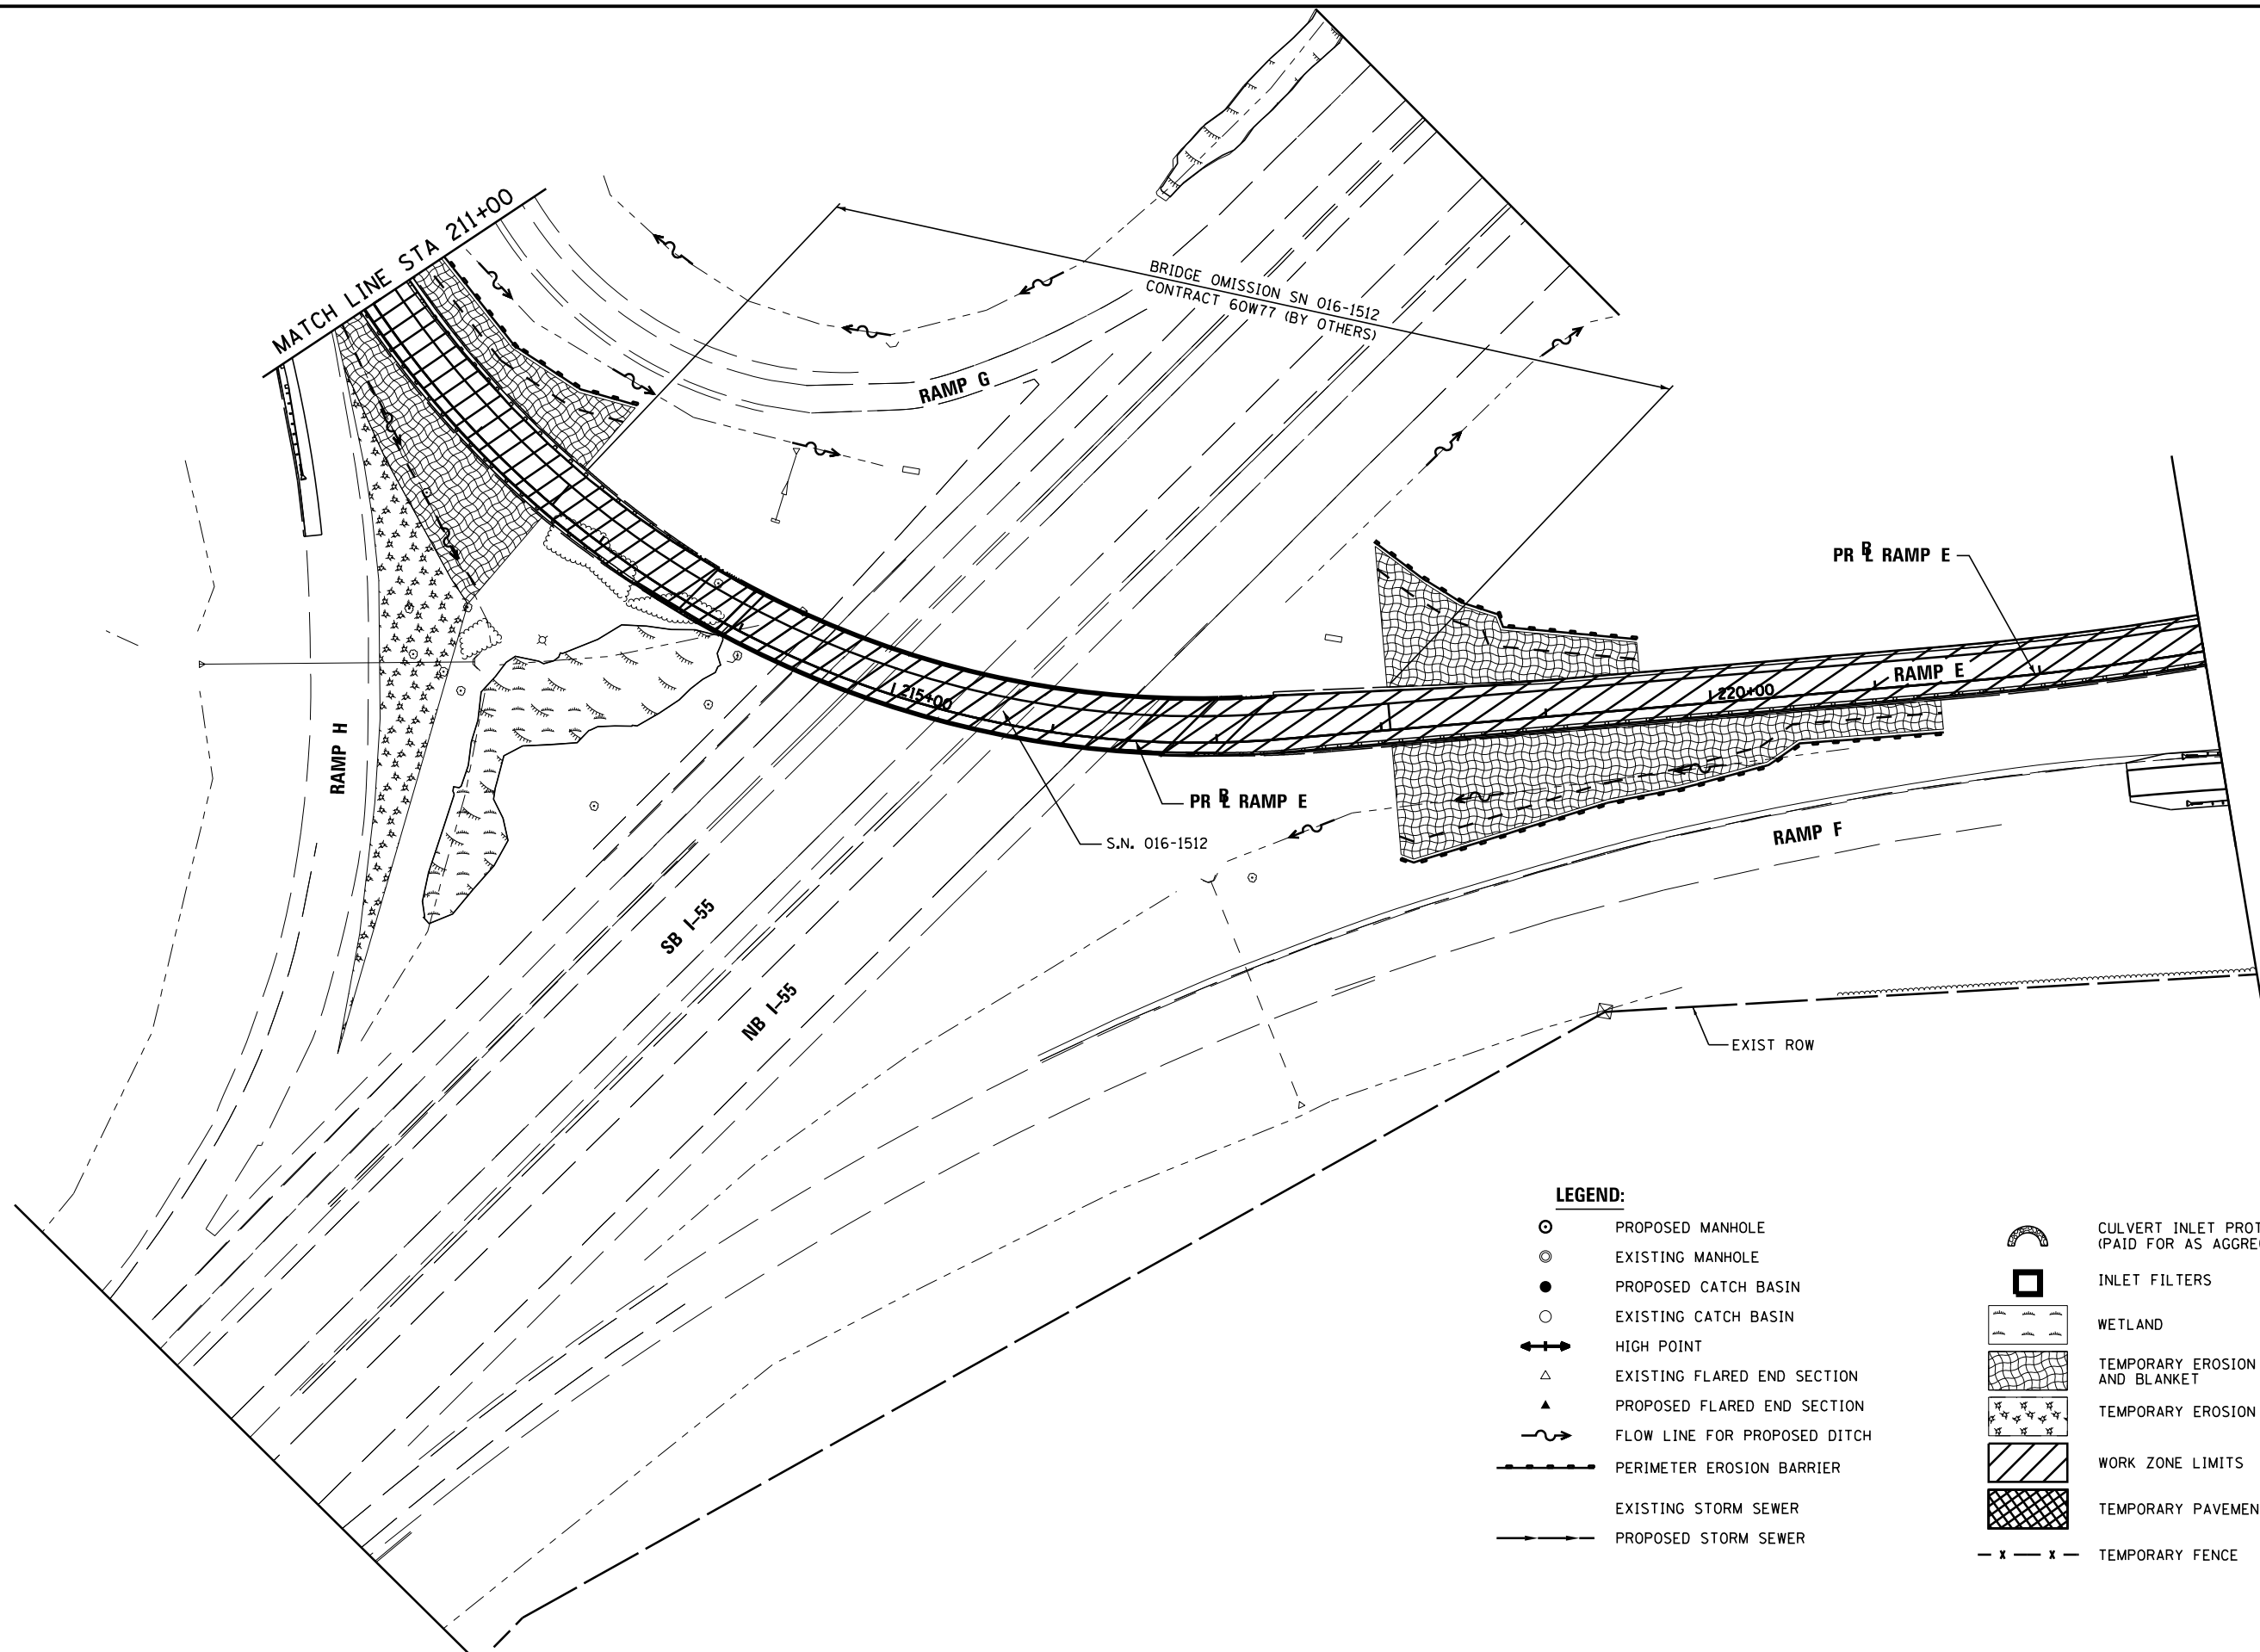 MATCH LINE STA 211+00
BRIDGE OMISSION SN 016-1512
CONTRACT 60W77 (BY OTHERS)
RAMP G
PR BL RAMP E
RAMP E
220+00
215+00
RAMP H
PR BL RAMP E
S.N. 016-1512
RAMP F
SB I-55
NB I-55
EXIST ROW
LEGEND:
PROPOSED MANHOLE
EXISTING MANHOLE
PROPOSED CATCH BASIN
EXISTING CATCH BASIN
HIGH POINT
EXISTING FLARED END SECTION
PROPOSED FLARED END SECTION
FLOW LINE FOR PROPOSED DITCH
PERIMETER EROSION BARRIER
EXISTING STORM SEWER
PROPOSED STORM SEWER
CULVERT INLET
(PAID FOR AS
INLET FILTERS
WETLAND
TEMPORARY EROSION
AND BLANKET
TEMPORARY EROSION
WORK ZONE LIMITS
TEMPORARY
TEMPORARY FENCE